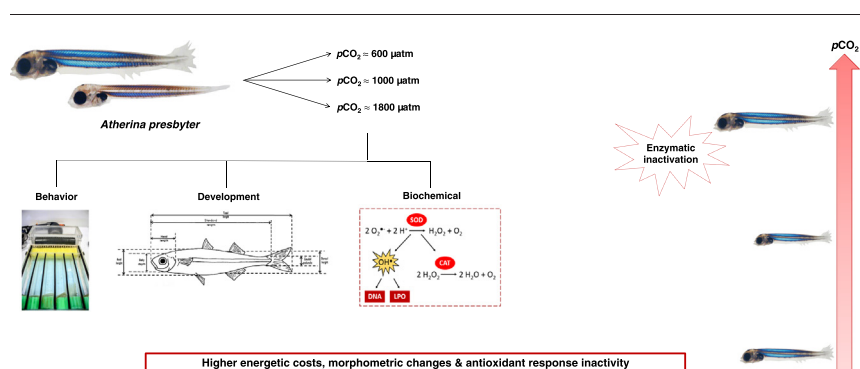 pCO₂ ≈ 600 µatm
pCO₂ ≈ 1000 µatm
pCO₂ ≈ 1800 µatm
Atherina presbyter
Behavior
Development
Biochemical
SOD
2 O₂•⁻ + 2 H⁺ → H₂O₂ + O₂
OH•
CAT
2 H₂O₂ → 2 H₂O + O₂
DNA
LPO
pCO₂
Enzymatic
inactivation
Higher energetic costs, morphometric changes & antioxidant response inactivity